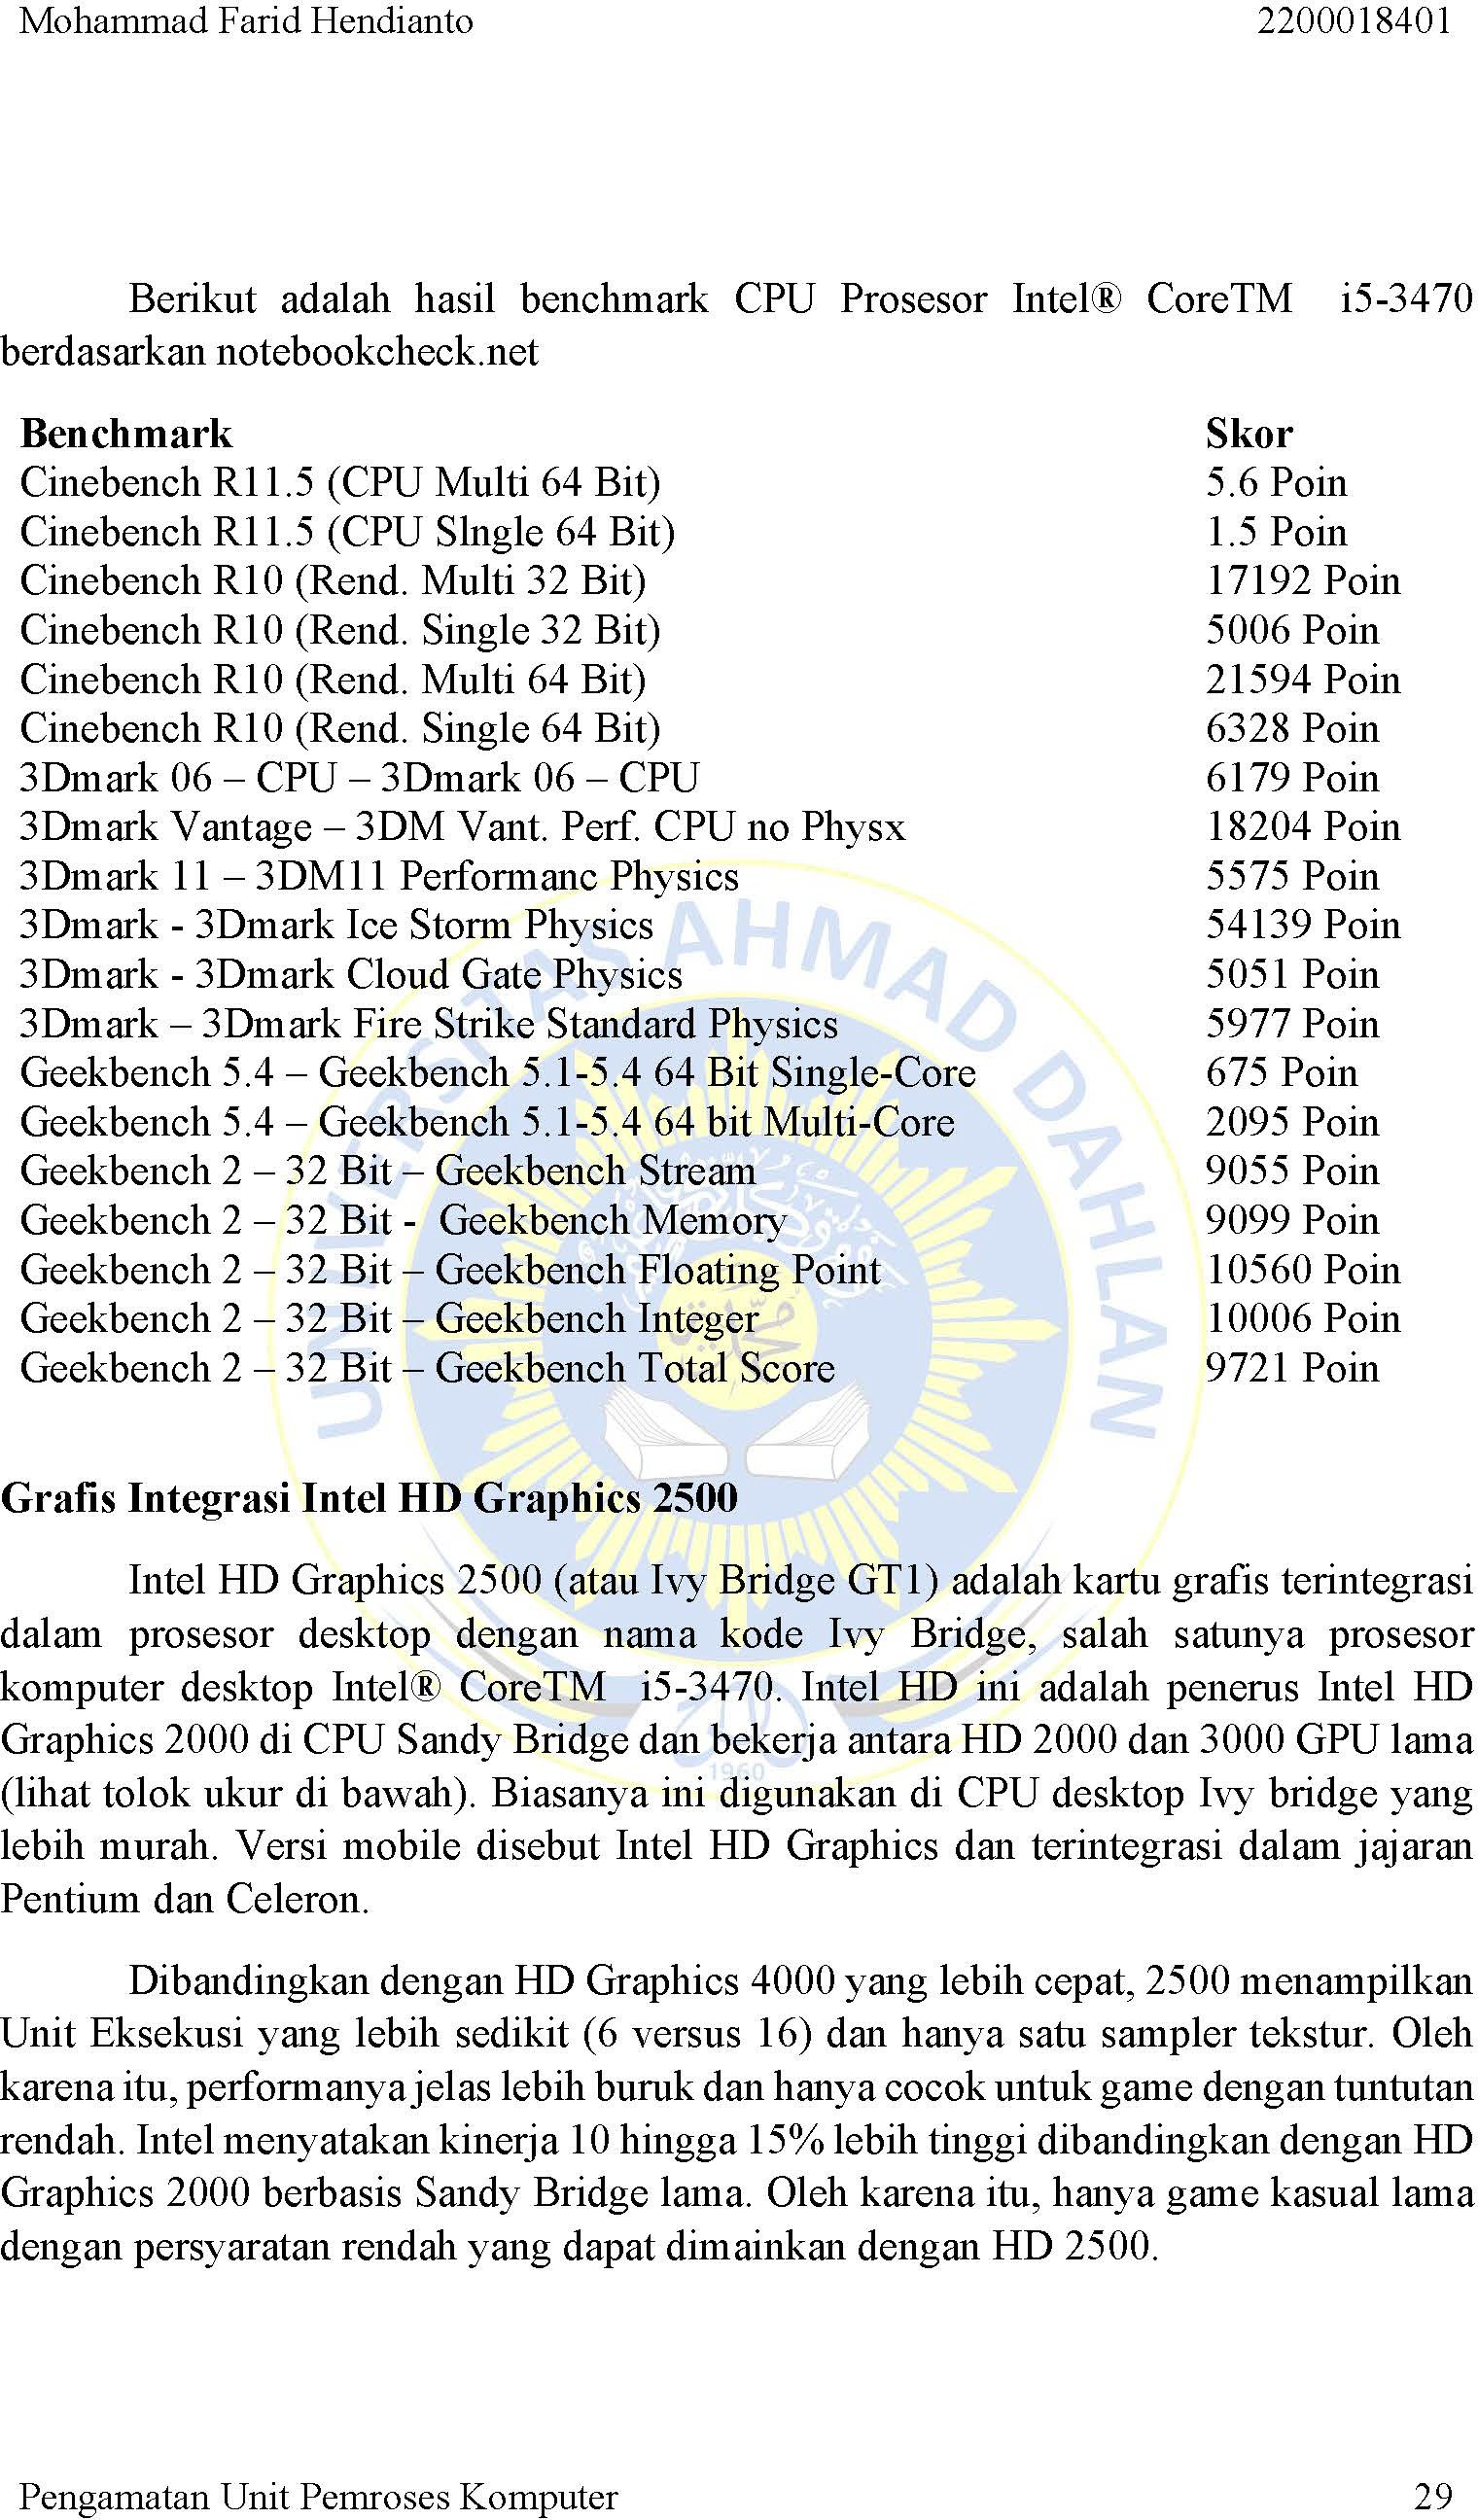 Mohammad Farid Hendianto 2200018401
Berikut adalah hasil benchmark CPU Prosesor Intel® CoreTM i5-3470
berdasarkan notebookcheck.net
Benchmark Skor
Cinebench R11.5 (CPU Multi 64 Bit) 5.6 Poin
Cinebench R11.5 (CPU SIngle 64 Bit) 1.5 Poin
Cinebench R10 (Rend. Multi 32 Bit) 17192 Poin
Cinebench R10 (Rend. Single 32 Bit) 5006 Poin
Cinebench R10 (Rend. Multi 64 Bit) 21594 Poin
Cinebench R10 (Rend. Single 64 Bit) 6328 Poin
3Dmark 06 – CPU – 3Dmark 06 – CPU 6179 Poin
3Dmark Vantage – 3DM Vant. Perf. CPU no Physx 18204 Poin
3Dmark 11 – 3DM11 Performanc Physics 5575 Poin
3Dmark - 3Dmark Ice Storm Physics 54139 Poin
3Dmark - 3Dmark Cloud Gate Physics 5051 Poin
3Dmark – 3Dmark Fire Strike Standard Physics 5977 Poin
Geekbench 5.4 – Geekbench 5.1-5.4 64 Bit Single-Core 675 Poin
Geekbench 5.4 – Geekbench 5.1-5.4 64 bit Multi-Core 2095 Poin
Geekbench 2 – 32 Bit – Geekbench Stream 9055 Poin
Geekbench 2 – 32 Bit - Geekbench Memory 9099 Poin
Geekbench 2 – 32 Bit – Geekbench Floating Point 10560 Poin
Geekbench 2 – 32 Bit – Geekbench Integer 10006 Poin
Geekbench 2 – 32 Bit – Geekbench Total Score 9721 Poin
UNIVERSITAS AHMAD DAHLAN
Grafis Integrasi Intel HD Graphics 2500
Intel HD Graphics 2500 (atau Ivy Bridge GT1) adalah kartu grafis terintegrasi
dalam prosesor desktop dengan nama kode Ivy Bridge, salah satunya prosesor
komputer desktop Intel® CoreTM i5-3470. Intel HD ini adalah penerus Intel HD
Graphics 2000 di CPU Sandy Bridge dan bekerja antara HD 2000 dan 3000 GPU lama
1960
(lihat tolok ukur di bawah). Biasanya ini digunakan di CPU desktop Ivy bridge yang
lebih murah. Versi mobile disebut Intel HD Graphics dan terintegrasi dalam jajaran
Pentium dan Celeron.
Dibandingkan dengan HD Graphics 4000 yang lebih cepat, 2500 menampilkan
Unit Eksekusi yang lebih sedikit (6 versus 16) dan hanya satu sampler tekstur. Oleh
karena itu, performanya jelas lebih buruk dan hanya cocok untuk game dengan tuntutan
rendah. Intel menyatakan kinerja 10 hingga 15% lebih tinggi dibandingkan dengan HD
Graphics 2000 berbasis Sandy Bridge lama. Oleh karena itu, hanya game kasual lama
dengan persyaratan rendah yang dapat dimainkan dengan HD 2500.
Pengamatan Unit Pemroses Komputer 29